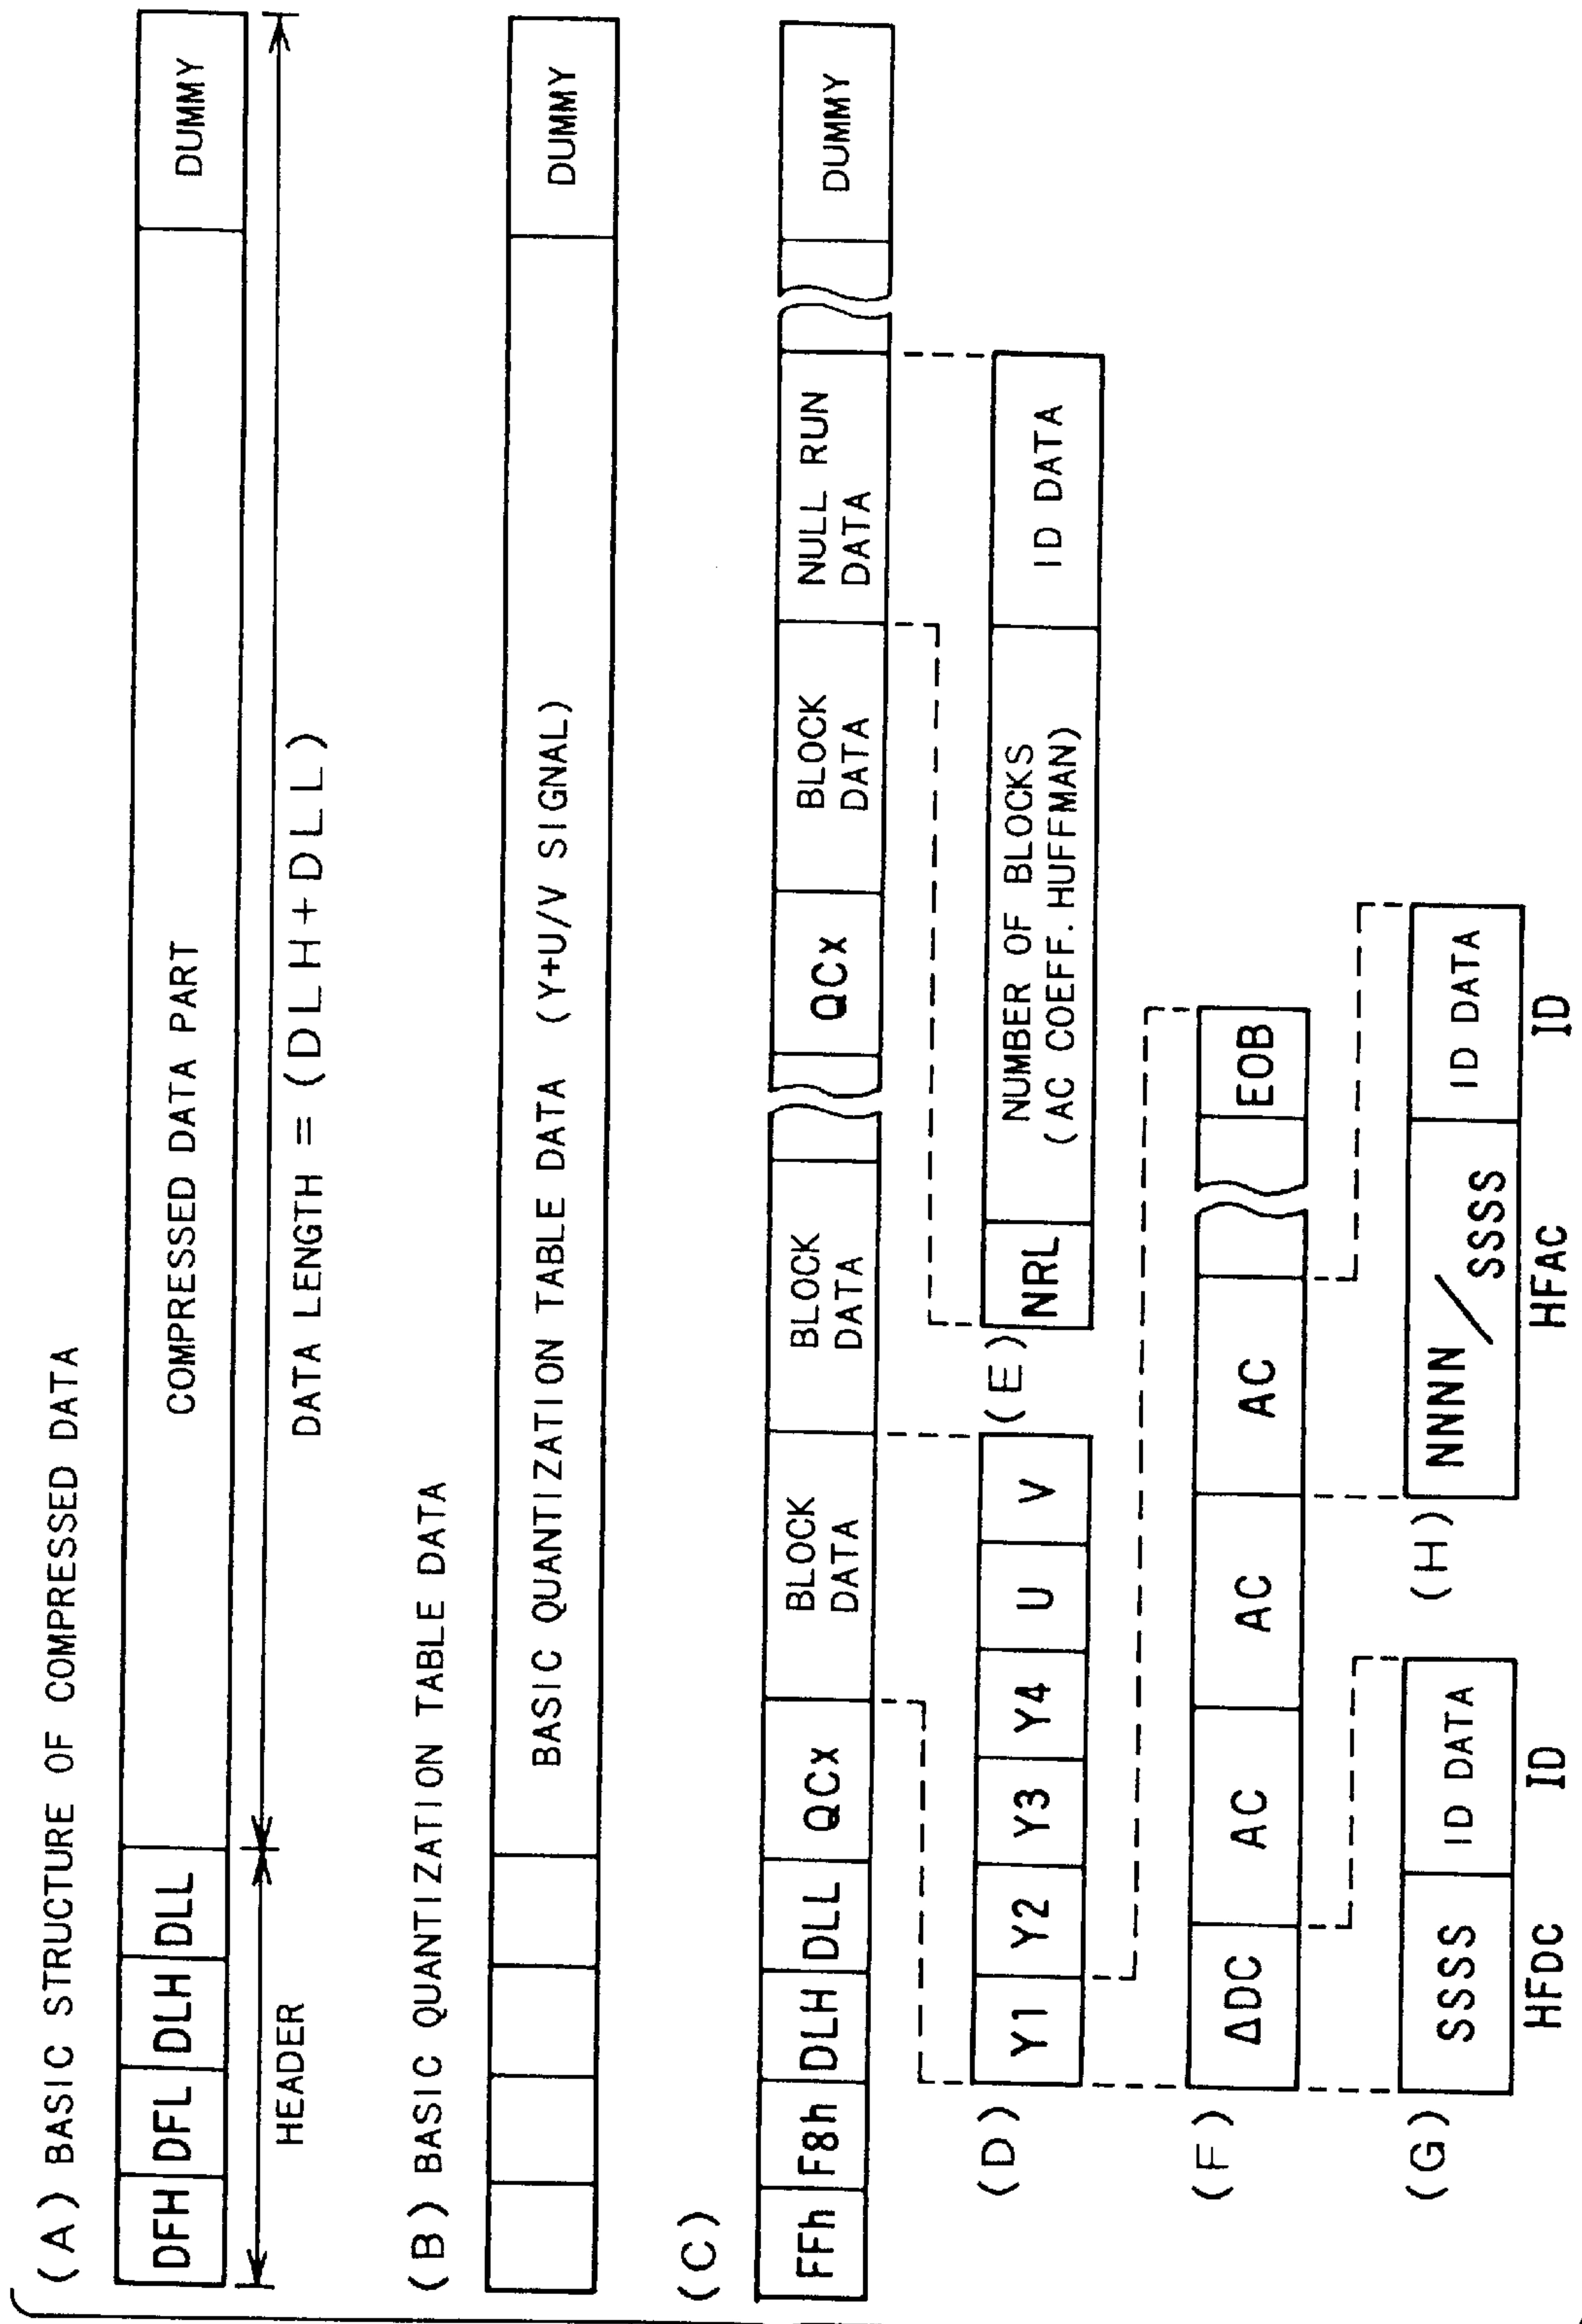 (A) BASIC STRUCTURE OF COMPRESSED DATA
DFH DFL DLH DLL COMPRESSED DATA PART DUMMY
HEADER DATA LENGTH = (DLH+DLL)
(B) BASIC QUANTIZATION TABLE DATA
BASIC QUANTIZATION TABLE DATA (Y+U/V SIGNAL) DUMMY
(C)
FFh F8h DLH DLL QCx BLOCK DATA BLOCK DATA QCx BLOCK DATA NULL RUN DATA DUMMY
(D) Y1 Y2 Y3 Y4 U V
(E) NRL NUMBER OF BLOCKS
(AC COEFF. HUFFMAN) ID DATA
(F) ΔDC AC AC AC EOB
(G) SSSS ID DATA
HFDC ID
(H) NNNN/SSSS ID DATA
HFAC ID